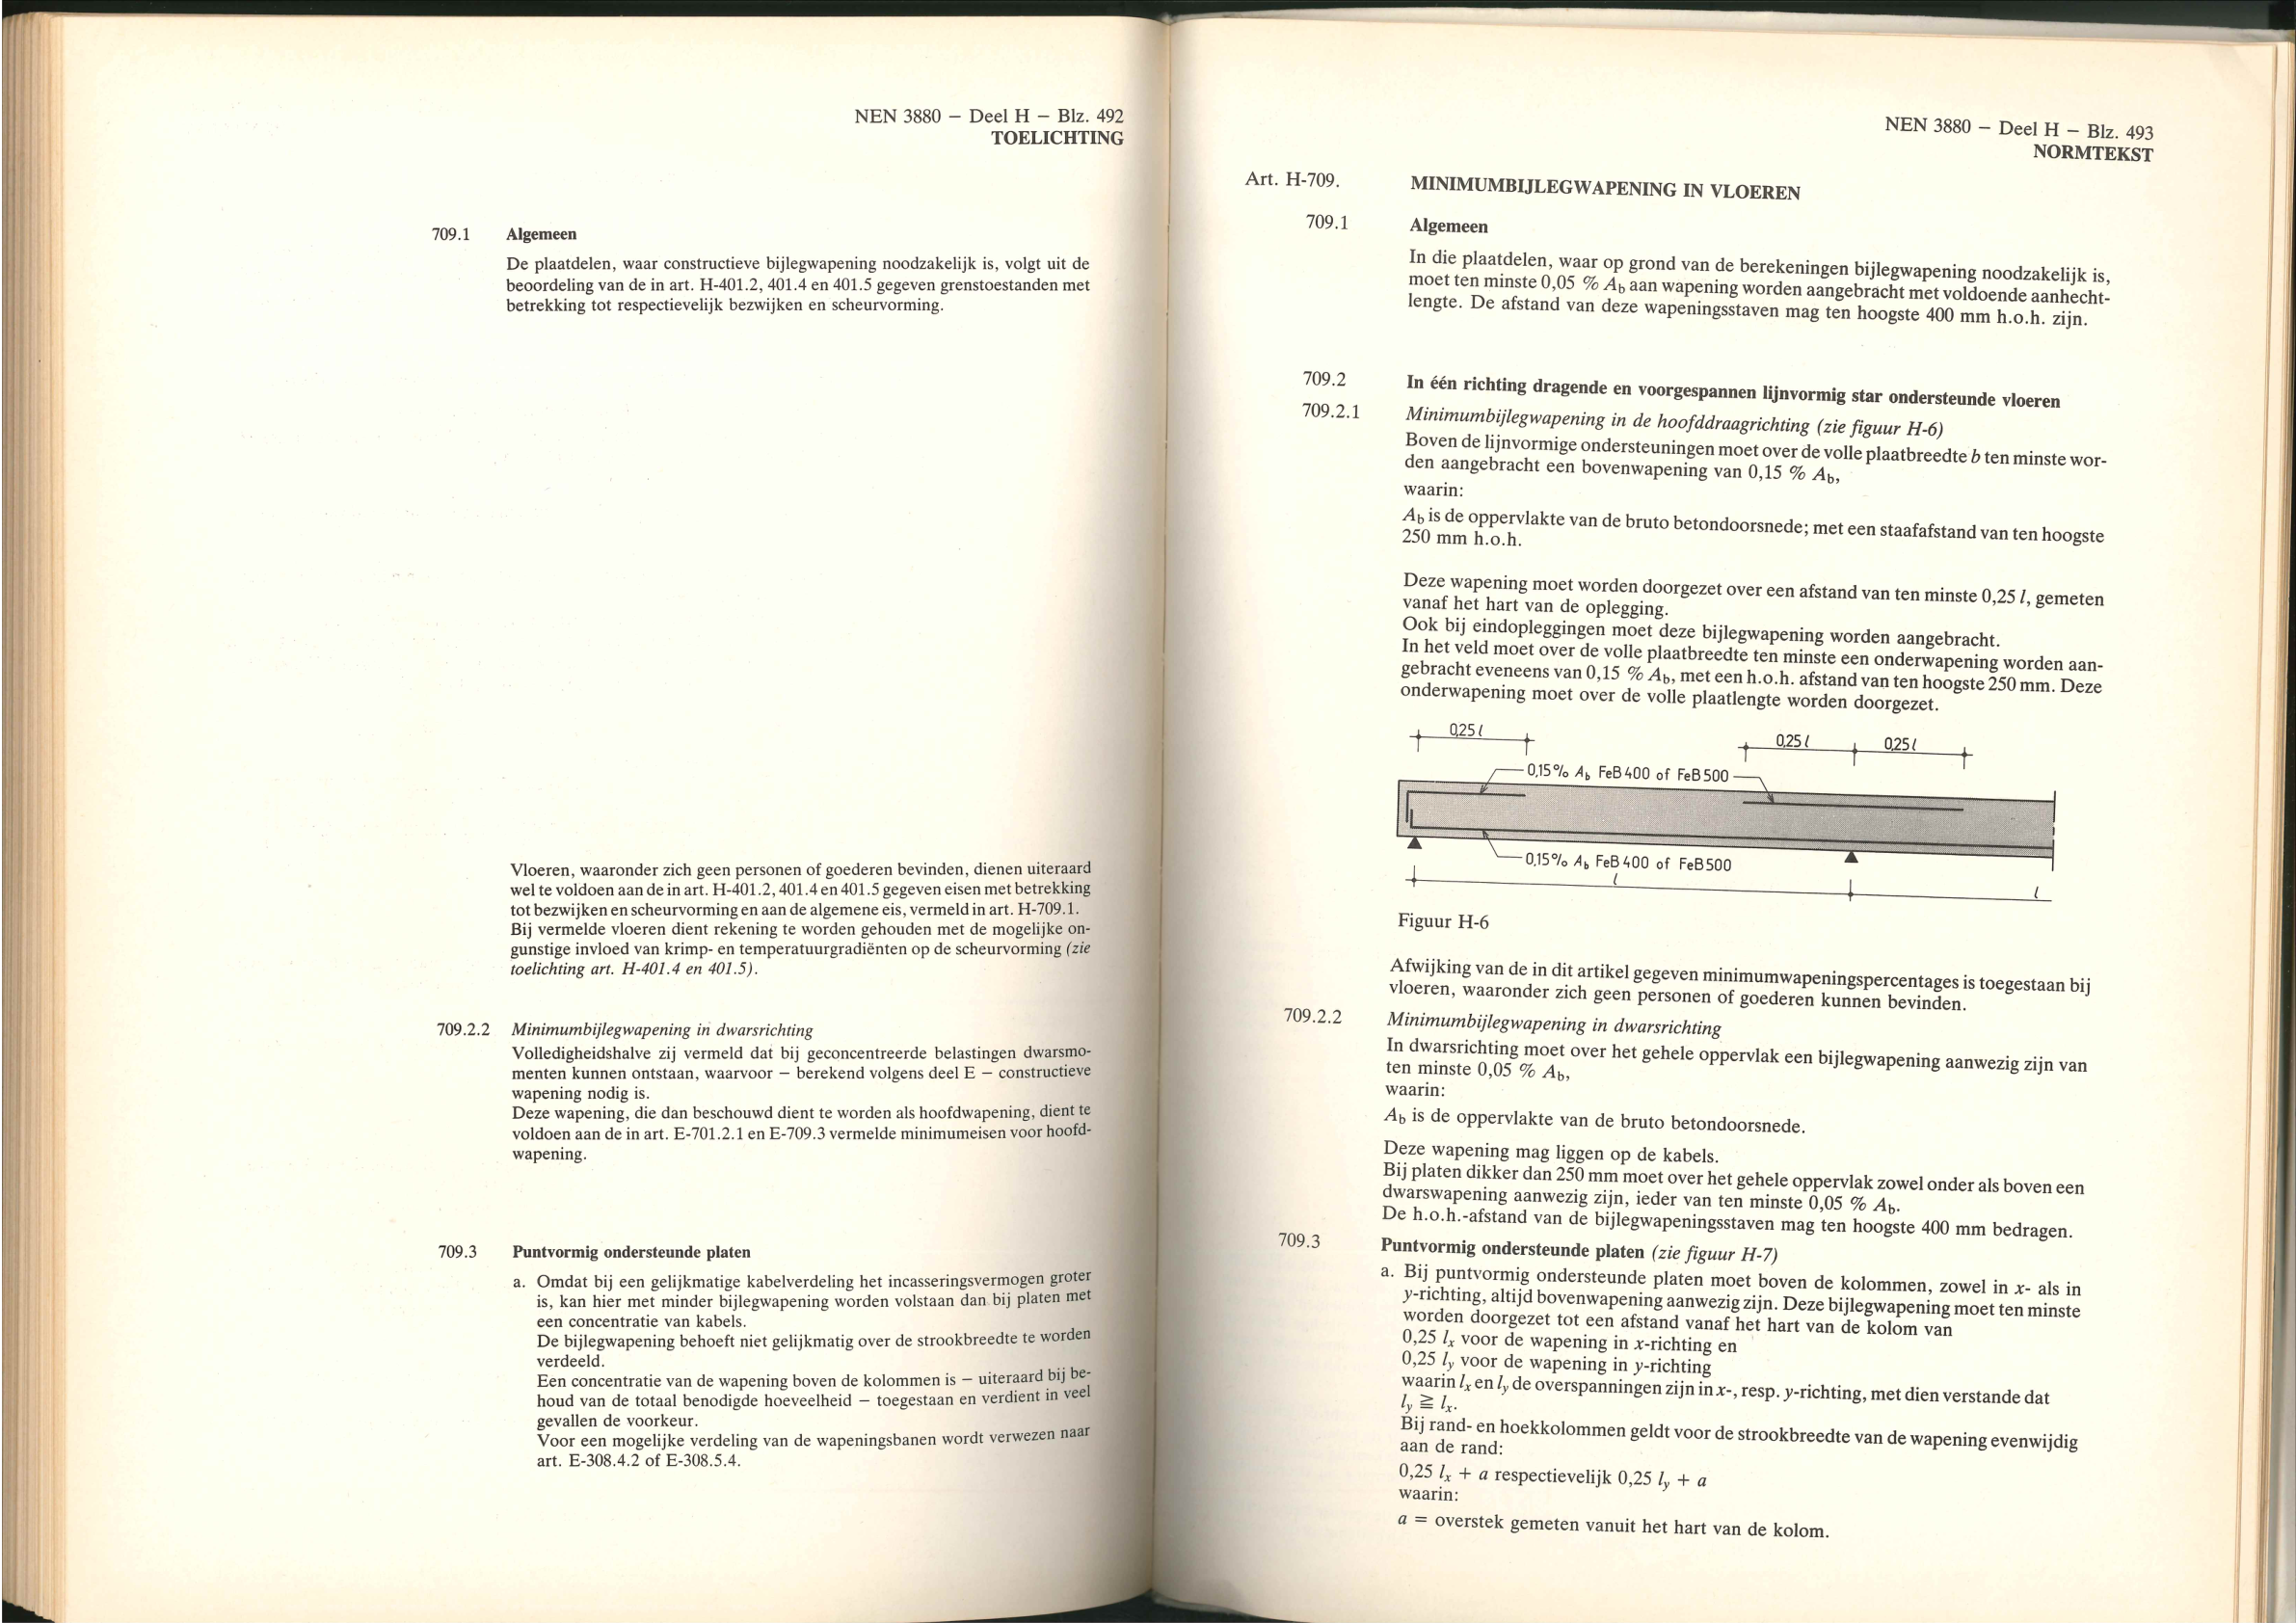 NEN 3880 — Deel H — Blz. 492
TOELICHTING
709.1 Algemeen
De plaatdelen, waar constructieve bijlegwapening noodzakelijk is, volgt uit de
beoordeling van de in art. H-401.2, 401.4 en 401.5 gegeven grenstoestanden met
betrekking tot respectievelijk bezwijken en scheurvorming.
Vloeren, waaronder zich geen personen of goederen bevinden, dienen uiteraard
wel te voldoen aan de in art. H-401.2, 401.4 en 401.5 gegeven eisen met betrekking
tot bezwijken en scheurvorming en aan de algemene eis, vermeld in art. H-709.1.
Bij vermelde vloeren dient rekening te worden gehouden met de mogelijke on-
gunstige invloed van krimp- en temperatuurgradiënten op de scheurvorming (zie
toelichting art. H-401.4 en 401.5).
709.2.2 Minimumbijlegwapening in dwarsrichting
Volledigheidshalve zij vermeld dat bij geconcentreerde belastingen dwarsmo-
menten kunnen ontstaan, waarvoor — berekend volgens deel E — constructieve
wapening nodig is.
Deze wapening, die dan beschouwd dient te worden als hoofdwapening, dient te
voldoen aan de in art. E-701.2.1 en E-709.3 vermelde minimumeisen voor hoofd-
wapening.
709.3 Puntvormig ondersteunde platen
a. Omdat bij een gelijkmatige kabelverdeling het incasseringsvermogen groter
is, kan hier met minder bijlegwapening worden volstaan dan bij platen met
een concentratie van kabels.
De bijlegwapening behoeft niet gelijkmatig over de strookbreedte te worden
verdeeld.
Een concentratie van de wapening boven de kolommen is — uiteraard bij be-
houd van de totaal benodigde hoeveelheid — toegestaan en verdient in veel
gevallen de voorkeur.
Voor een mogelijke verdeling van de wapeningsbanen wordt verwezen naar
art. E-308.4.2 of E-308.5.4.
NEN 3880 — Deel H — Blz. 493
NORMTEKST
Art. H-709. MINIMUMBIJLEGWAPENING IN VLOEREN
709.1 Algemeen
In die plaatdelen, waar op grond van de berekeningen bijlegwapening noodzakelijk is,
moet ten minste 0,05 % Ab aan wapening worden aangebracht met voldoende aanhecht-
lengte. De afstand van deze wapeningsstaven mag ten hoogste 400 mm h.o.h. zijn.
709.2 In één richting dragende en voorgespannen lijnvormig star ondersteunde vloeren
709.2.1 Minimumbijlegwapening in de hoofddraagrichting (zie figuur H-6)
Boven de lijnvormige ondersteuningen moet over de volle plaatbreedte b ten minste wor-
den aangebracht een bovenwapening van 0,15 % Ab,
waarin:
Ab is de oppervlakte van de bruto betondoorsnede; met een staafafstand van ten hoogste
250 mm h.o.h.
Deze wapening moet worden doorgezet over een afstand van ten minste 0,25 l, gemeten
vanaf het hart van de oplegging.
Ook bij eindopleggingen moet deze bijlegwapening worden aangebracht.
In het veld moet over de volle plaatbreedte ten minste een onderwapening worden aan-
gebracht eveneens van 0,15 % Ab, met een h.o.h. afstand van ten hoogste 250 mm. Deze
onderwapening moet over de volle plaatlengte worden doorgezet.
0,25 l 0,25 l 0,25 l
0,15% Ab FeB 400 of FeB 500
0,15% Ab FeB 400 of FeB 500
l l
Figuur H-6
Afwijking van de in dit artikel gegeven minimumwapeningspercentages is toegestaan bij
vloeren, waaronder zich geen personen of goederen kunnen bevinden.
709.2.2 Minimumbijlegwapening in dwarsrichting
In dwarsrichting moet over het gehele oppervlak een bijlegwapening aanwezig zijn van
ten minste 0,05 % Ab,
waarin:
Ab is de oppervlakte van de bruto betondoorsnede.
Deze wapening mag liggen op de kabels.
Bij platen dikker dan 250 mm moet over het gehele oppervlak zowel onder als boven een
dwarswapening aanwezig zijn, ieder van ten minste 0,05 % Ab.
De h.o.h.-afstand van de bijlegwapeningsstaven mag ten hoogste 400 mm bedragen.
709.3 Puntvormig ondersteunde platen (zie figuur H-7)
a. Bij puntvormig ondersteunde platen moet boven de kolommen, zowel in x- als in
y-richting, altijd bovenwapening aanwezig zijn. Deze bijlegwapening moet ten minste
worden doorgezet tot een afstand vanaf het hart van de kolom van
0,25 lx voor de wapening in x-richting en
0,25 ly voor de wapening in y-richting
waarin lx en ly de overspanningen zijn in x-, resp. y-richting, met dien verstande dat
ly ≧ lx.
Bij rand- en hoekkolommen geldt voor de strookbreedte van de wapening evenwijdig
aan de rand:
0,25 lx + a respectievelijk 0,25 ly + a
waarin:
a = overstek gemeten vanuit het hart van de kolom.